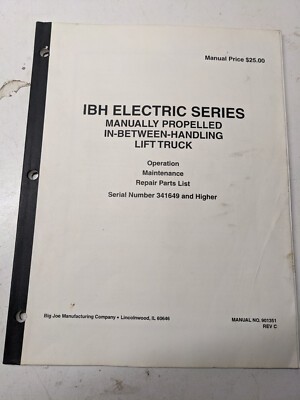 Manual Price $25.00
IBH ELECTRIC SERIES
MANUALLY PROPELLED
IN-BETWEEN-HANDLING
LIFT TRUCK
Operation
Maintenance
Repair Parts List
Serial Number 341649 and Higher
Big Joe Manufacturing Company • Lincolnwood, IL 60646
MANUAL NO. 901351
REV C